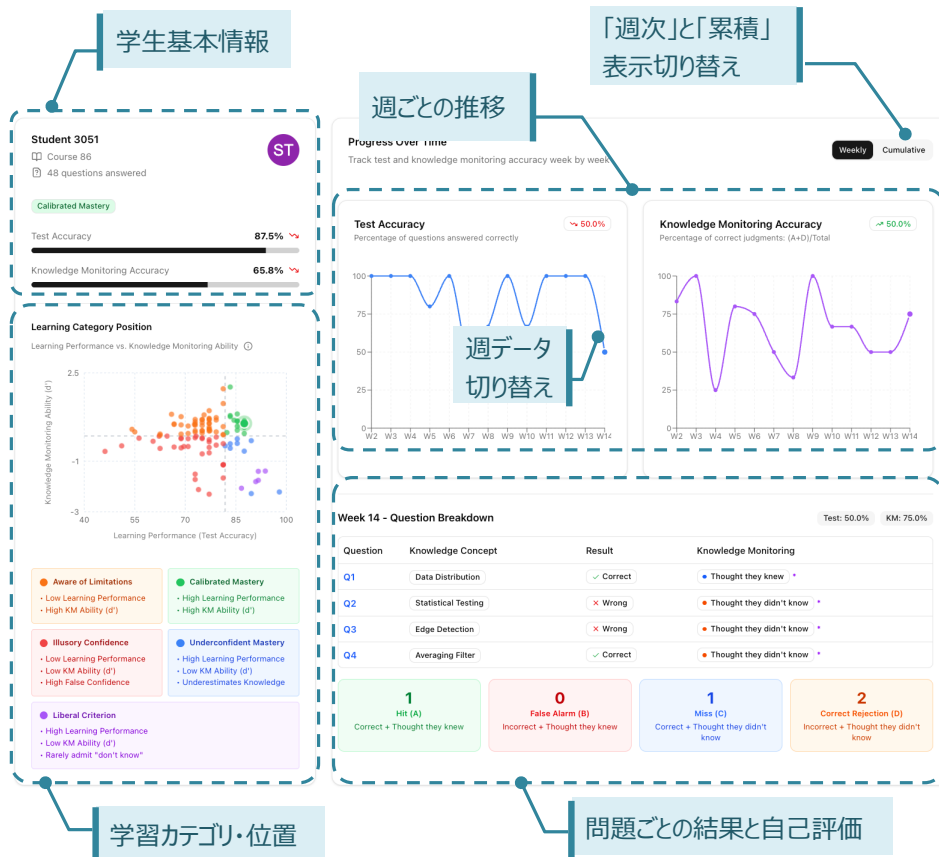 学生基本情報
「週次」と「累積」
表示切り替え
週ごとの推移
Student 3051
ST
Course 86
48 questions answered
Calibrated Mastery
Test Accuracy
87.5%
Knowledge Monitoring Accuracy
65.8%
Progress Over Time
Track test and knowledge monitoring accuracy week by week
Weekly
Cumulative
Test Accuracy
50.0%
Percentage of questions answered correctly
100
75
50
25
0
W2 W3 W4 W5 W6 W7 W8 W9 W10 W11 W12 W13 W14
週データ
切り替え
Knowledge Monitoring Accuracy
50.0%
Percentage of correct judgments: (A+D)/Total
100
75
50
25
0
W2 W3 W4 W5 W6 W7 W8 W9 W10 W11 W12 W13 W14
Learning Category Position
Learning Performance vs. Knowledge Monitoring Ability
Knowledge Monitoring Ability (d')
2.5
-1
-3
40 55 70 85 100
Learning Performance (Test Accuracy)
Aware of Limitations
• Low Learning Performance
• High KM Ability (d')
Calibrated Mastery
• High Learning Performance
• High KM Ability (d')
Illusory Confidence
• Low Learning Performance
• Low KM Ability (d')
• High False Confidence
Underconfident Mastery
• High Learning Performance
• Low KM Ability (d')
• Underestimates Knowledge
Liberal Criterion
• High Learning Performance
• Low KM Ability (d')
• Rarely admit "don't know"
Week 14 - Question Breakdown
Test: 50.0%
KM: 75.0%
Question Knowledge Concept Result Knowledge Monitoring
Q1 Data Distribution ✓ Correct Thought they knew *
Q2 Statistical Testing × Wrong Thought they didn't know *
Q3 Edge Detection × Wrong Thought they didn't know *
Q4 Averaging Filter ✓ Correct Thought they didn't know *
1
Hit (A)
Correct + Thought they knew
0
False Alarm (B)
Incorrect + Thought they knew
1
Miss (C)
Correct + Thought they didn't
know
2
Correct Rejection (D)
Incorrect + Thought they didn't
know
学習カテゴリ・位置
問題ごとの結果と自己評価